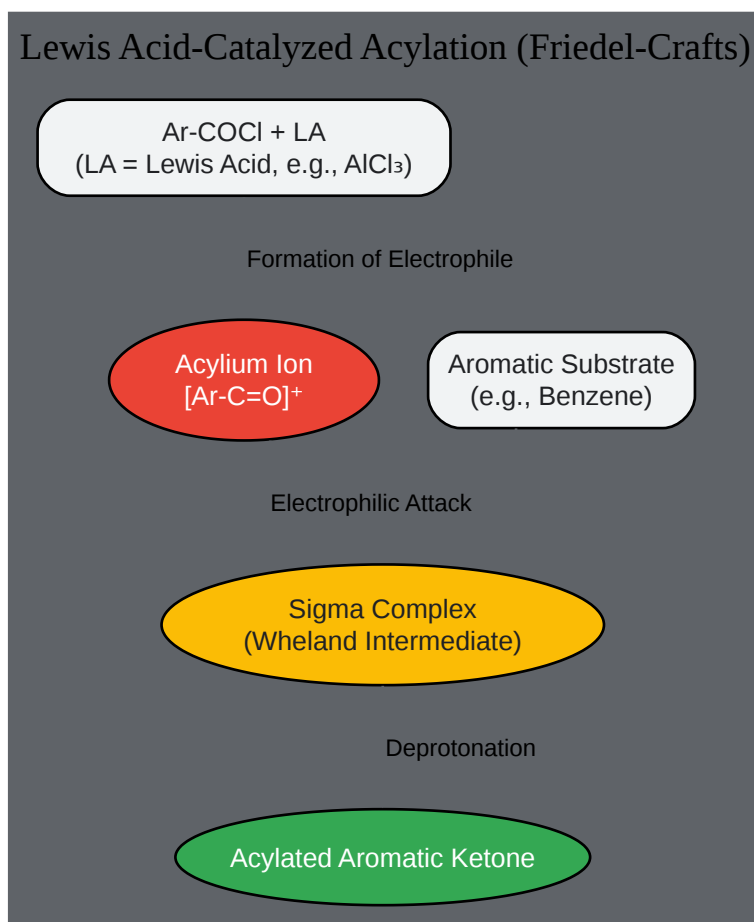 Lewis Acid-Catalyzed Acylation (Friedel-Crafts)
Ar-COCl + LA
(LA = Lewis Acid, e.g., AlCl₃)
Formation of Electrophile
Acylium Ion
[Ar-C=O]⁺
Aromatic Substrate
(e.g., Benzene)
Electrophilic Attack
Sigma Complex
(Wheland Intermediate)
Deprotonation
Acylated Aromatic Ketone